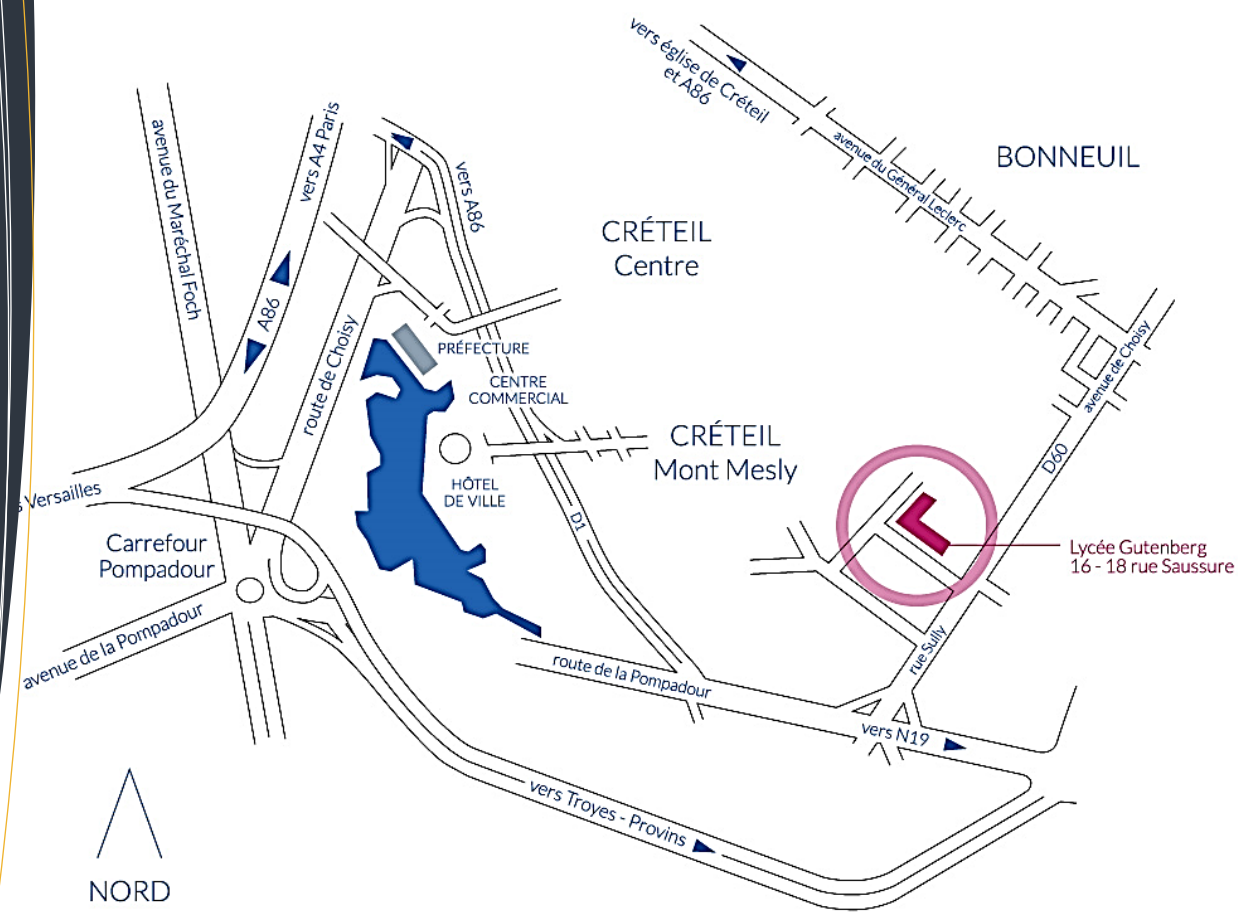 vers église de Créteil
et A86
avenue du Général Leclerc
BONNEUIL
avenue du Maréchal Foch
vers A4 Paris
vers A86
CRÉTEIL
Centre
A86
route de Choisy
PRÉFECTURE
CENTRE
COMMERCIAL
avenue de Choisy
CRÉTEIL
Mont Mesly
HÔTEL
DE VILLE
D60
s Versailles
D1
Carrefour
Pompadour
Lycée Gutenberg
16 - 18 rue Saussure
avenue de la Pompadour
rue Sully
route de la Pompadour
vers N19
vers Troyes - Provins
NORD